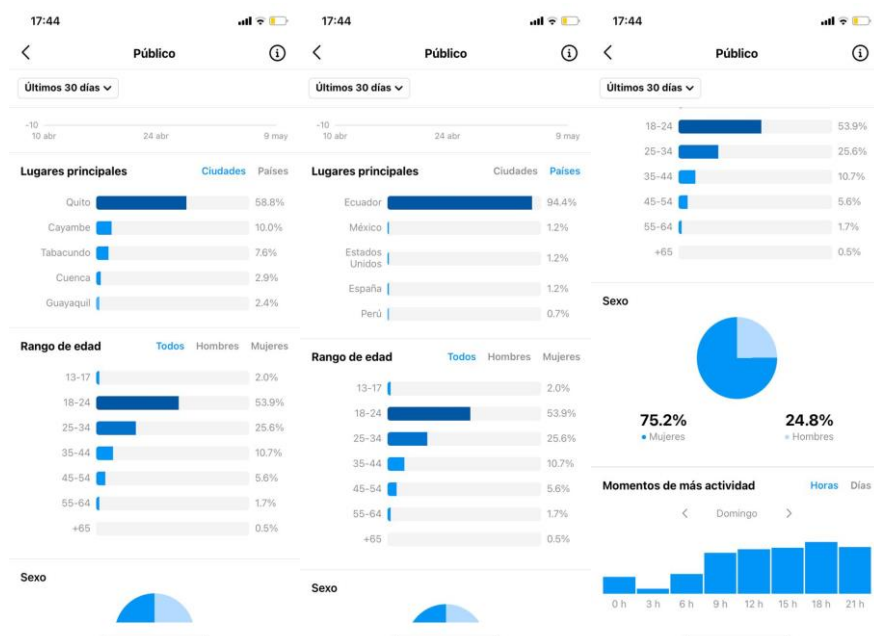 17:44
Público
Últimos 30 días
-10
10 abr 24 abr 9 may
Lugares principales Ciudades Países
Quito 58.8%
Cayambe 10.0%
Tabacundo 7.6%
Cuenca 2.9%
Guayaquil 2.4%
Rango de edad Todos Hombres Mujeres
13-17 2.0%
18-24 53.9%
25-34 25.6%
35-44 10.7%
45-54 5.6%
55-64 1.7%
+65 0.5%
Sexo
17:44
Público
Últimos 30 días
-10
10 abr 24 abr 9 may
Lugares principales Ciudades Países
Ecuador 94.4%
México 1.2%
Estados
Unidos 1.2%
España 1.2%
Perú 0.7%
Rango de edad Todos Hombres Mujeres
13-17 2.0%
18-24 53.9%
25-34 25.6%
35-44 10.7%
45-54 5.6%
55-64 1.7%
+65 0.5%
Sexo
17:44
Público
Últimos 30 días
18-24 53.9%
25-34 25.6%
35-44 10.7%
45-54 5.6%
55-64 1.7%
+65 0.5%
Sexo
75.2% 24.8%
Mujeres Hombres
Momentos de más actividad Horas Días
Domingo
0 h 3 h 6 h 9 h 12 h 15 h 18 h 21 h